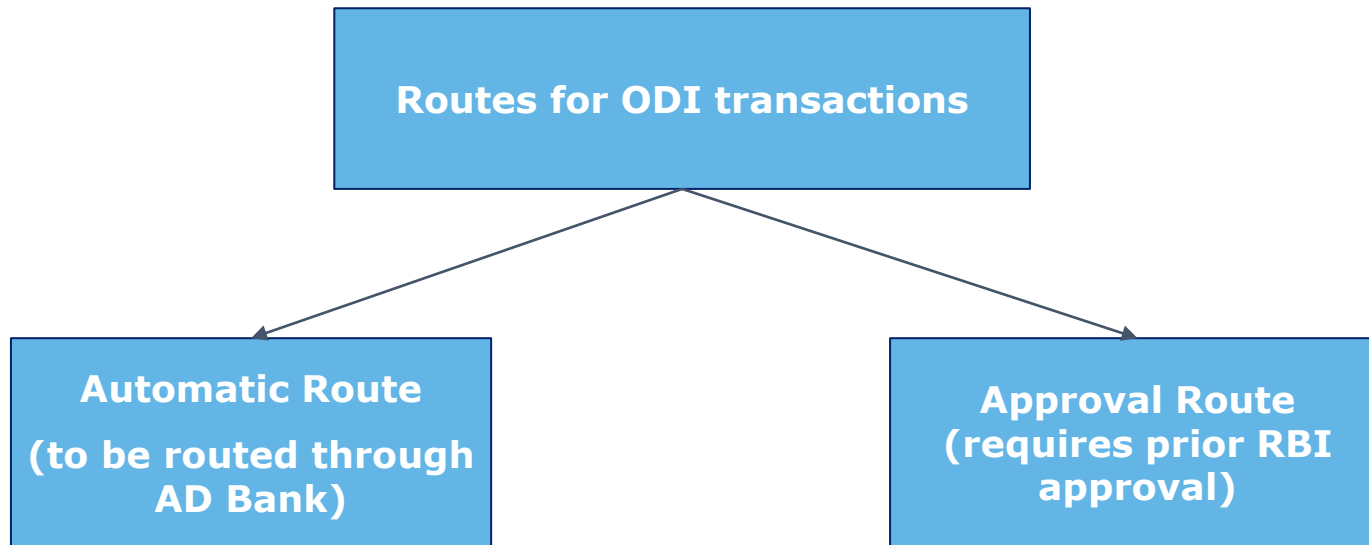 Routes for ODI transactions
Automatic Route
(to be routed through
AD Bank)
Approval Route
(requires prior RBI
approval)